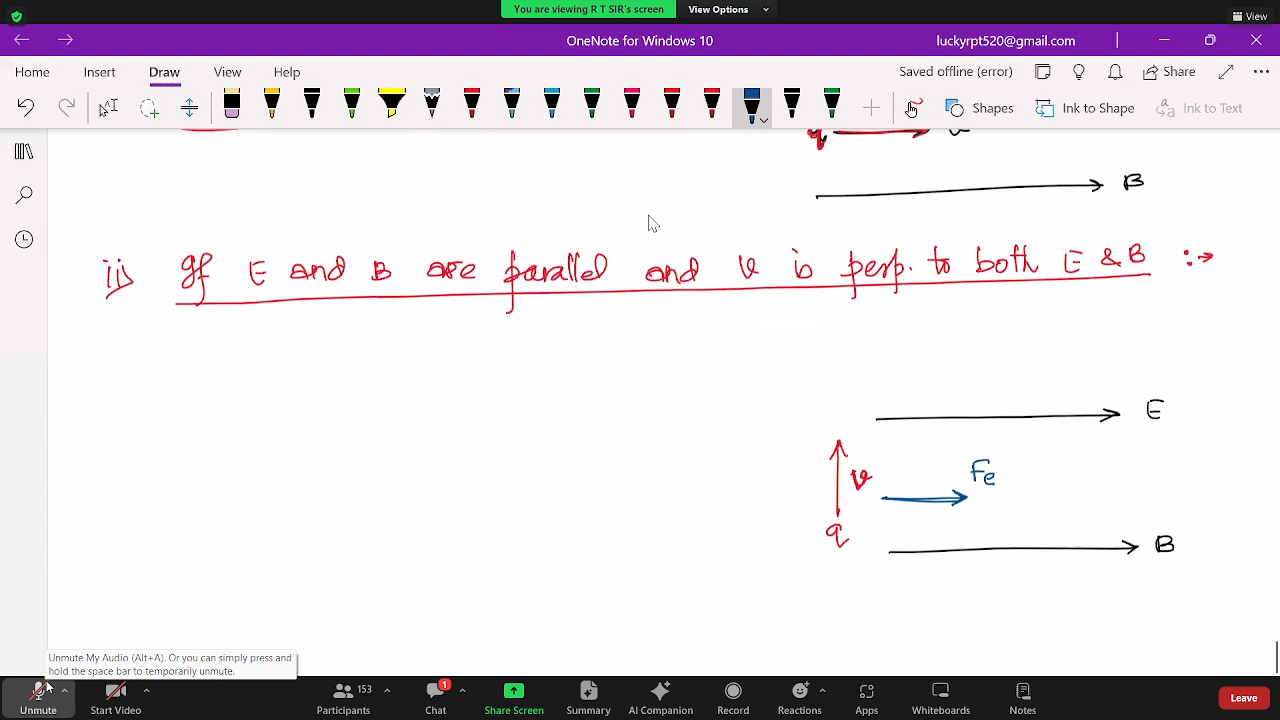 You are viewing R T SIR's screen
View Options
View
OneNote for Windows 10
luckyrpt520@gmail.com
Home
Insert
Draw
View
Help
Saved offline (error)
Share
Shapes
Ink to Shape
Ink to Text
q
B
ii) If E and B are parallel and v is perp. to both E & B :→
E
v
Fe
q
B
Unmute My Audio (Alt+A). Or you can simply press and
hold the space bar to temporarily unmute.
Unmute
Start Video
153
Participants
1
Chat
Share Screen
Summary
AI Companion
Record
Reactions
Apps
Whiteboards
Notes
Leave